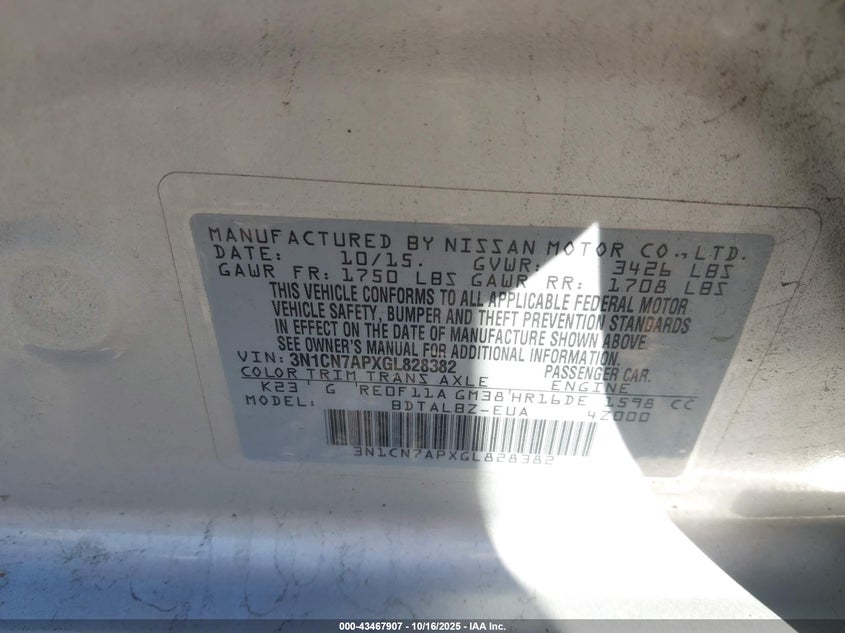 MANUFACTURED BY NISSAN MOTOR CO., LTD.
DATE: 10/15. GVWR: 3426 LBS
GAWR FR: 1750 LBS GAWR RR: 1708 LBS
THIS VEHICLE CONFORMS TO ALL APPLICABLE FEDERAL MOTOR
VEHICLE SAFETY, BUMPER AND THEFT PREVENTION STANDARDS
IN EFFECT ON THE DATE OF MANUFACTURE SHOWN ABOVE.
SEE OWNER'S MANUAL FOR ADDITIONAL INFORMATION.
VIN: 3N1CN7APXGL828382 PASSENGER CAR.
COLOR TRIM TRANS AXLE ENGINE
K23 G RE0F11A GM38 HR16DE 1598 CC
MODEL: BDTALBZ-EUA 4Z000
3N1CN7APXGL828382
000-43467907 - 10/16/2025 - IAA Inc.